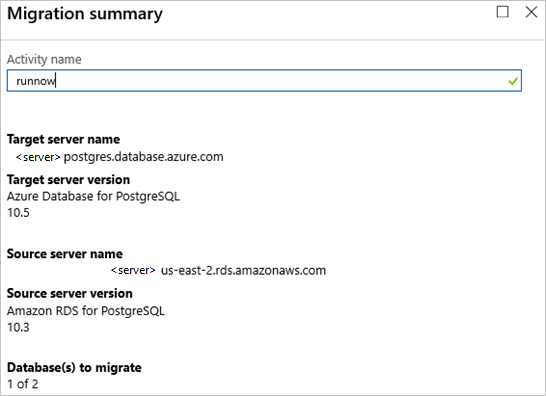 Migration summary
Activity name
runnow
Target server name
<server> postgres.database.azure.com
Target server version
Azure Database for PostgreSQL
10.5
Source server name
<server> us-east-2.rds.amazonaws.com
Source server version
Amazon RDS for PostgreSQL
10.3
Database(s) to migrate
1 of 2